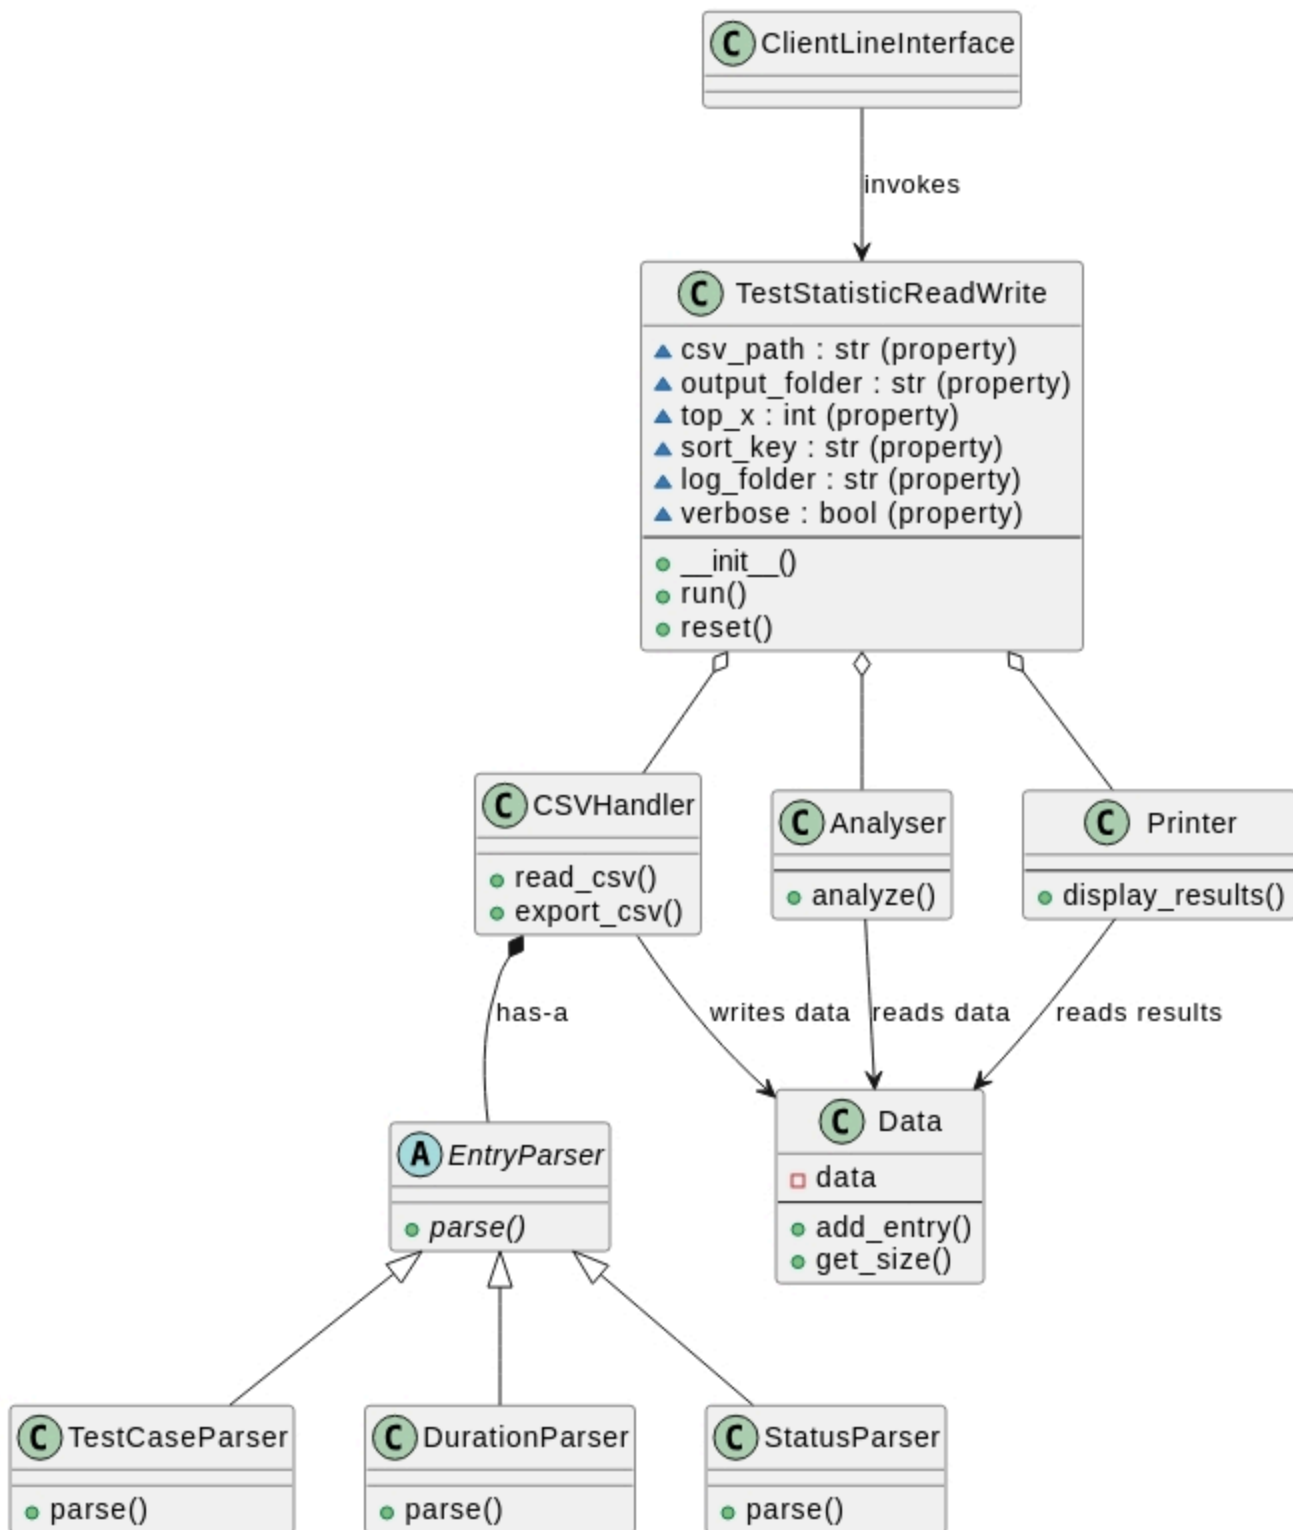 C ClientLineInterface
invokes
C TestStatisticReadWrite
csv_path : str (property)
output_folder : str (property)
top_x : int (property)
sort_key : str (property)
log_folder : str (property)
verbose : bool (property)
__init__()
run()
reset()
C CSVHandler
read_csv()
export_csv()
C Analyser
analyze()
C Printer
display_results()
has-a
writes data
reads data
reads results
A EntryParser
parse()
C Data
data
add_entry()
get_size()
C TestCaseParser
parse()
C DurationParser
parse()
C StatusParser
parse()